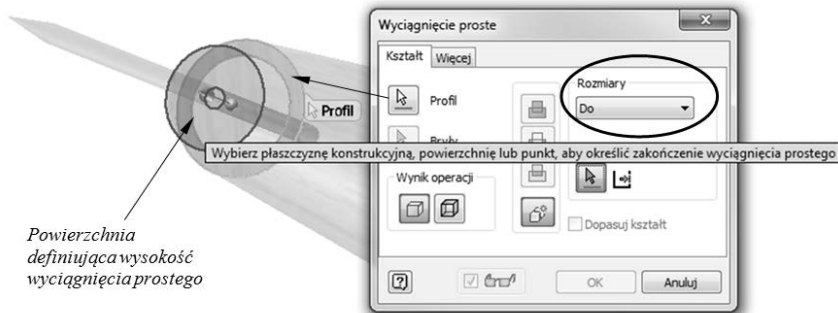 Wyciągnięcie proste
Kształt Więcej
Profil
Rozmiary
Do
Profil
Bryły
Wybierz płaszczyznę konstrukcyjną, powierzchnię lub punkt, aby określić zakończenie wyciągnięcia prostego
Wynik operacji
Dopasuj kształt
Powierzchnia
definiująca wysokość
wyciągnięcia prostego
OK
Anuluj